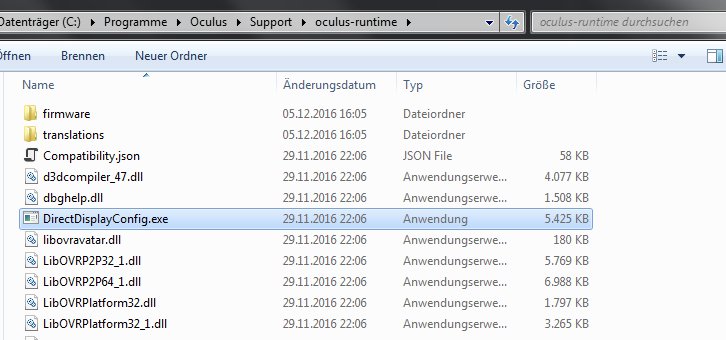 Datenträger (C:) ▸ Programme ▸ Oculus ▸ Support ▸ oculus-runtime ▸ oculus-runtime durchsuchen
Öffnen Brennen Neuer Ordner
Name Änderungsdatum Typ Größe
firmware 05.12.2016 16:05 Dateiordner
translations 05.12.2016 16:05 Dateiordner
Compatibility.json 29.11.2016 22:06 JSON File 58 KB
d3dcompiler_47.dll 29.11.2016 22:06 Anwendungserwe... 4.077 KB
dbghelp.dll 29.11.2016 22:06 Anwendungserwe... 1.508 KB
DirectDisplayConfig.exe 29.11.2016 22:06 Anwendung 5.425 KB
libovravatar.dll 29.11.2016 22:06 Anwendungserwe... 180 KB
LibOVRP2P32_1.dll 29.11.2016 22:06 Anwendungserwe... 5.769 KB
LibOVRP2P64_1.dll 29.11.2016 22:06 Anwendungserwe... 6.988 KB
LibOVRPlatform32.dll 29.11.2016 22:06 Anwendungserwe... 1.797 KB
LibOVRPlatform32_1.dll 29.11.2016 22:06 Anwendungserwe... 3.265 KB